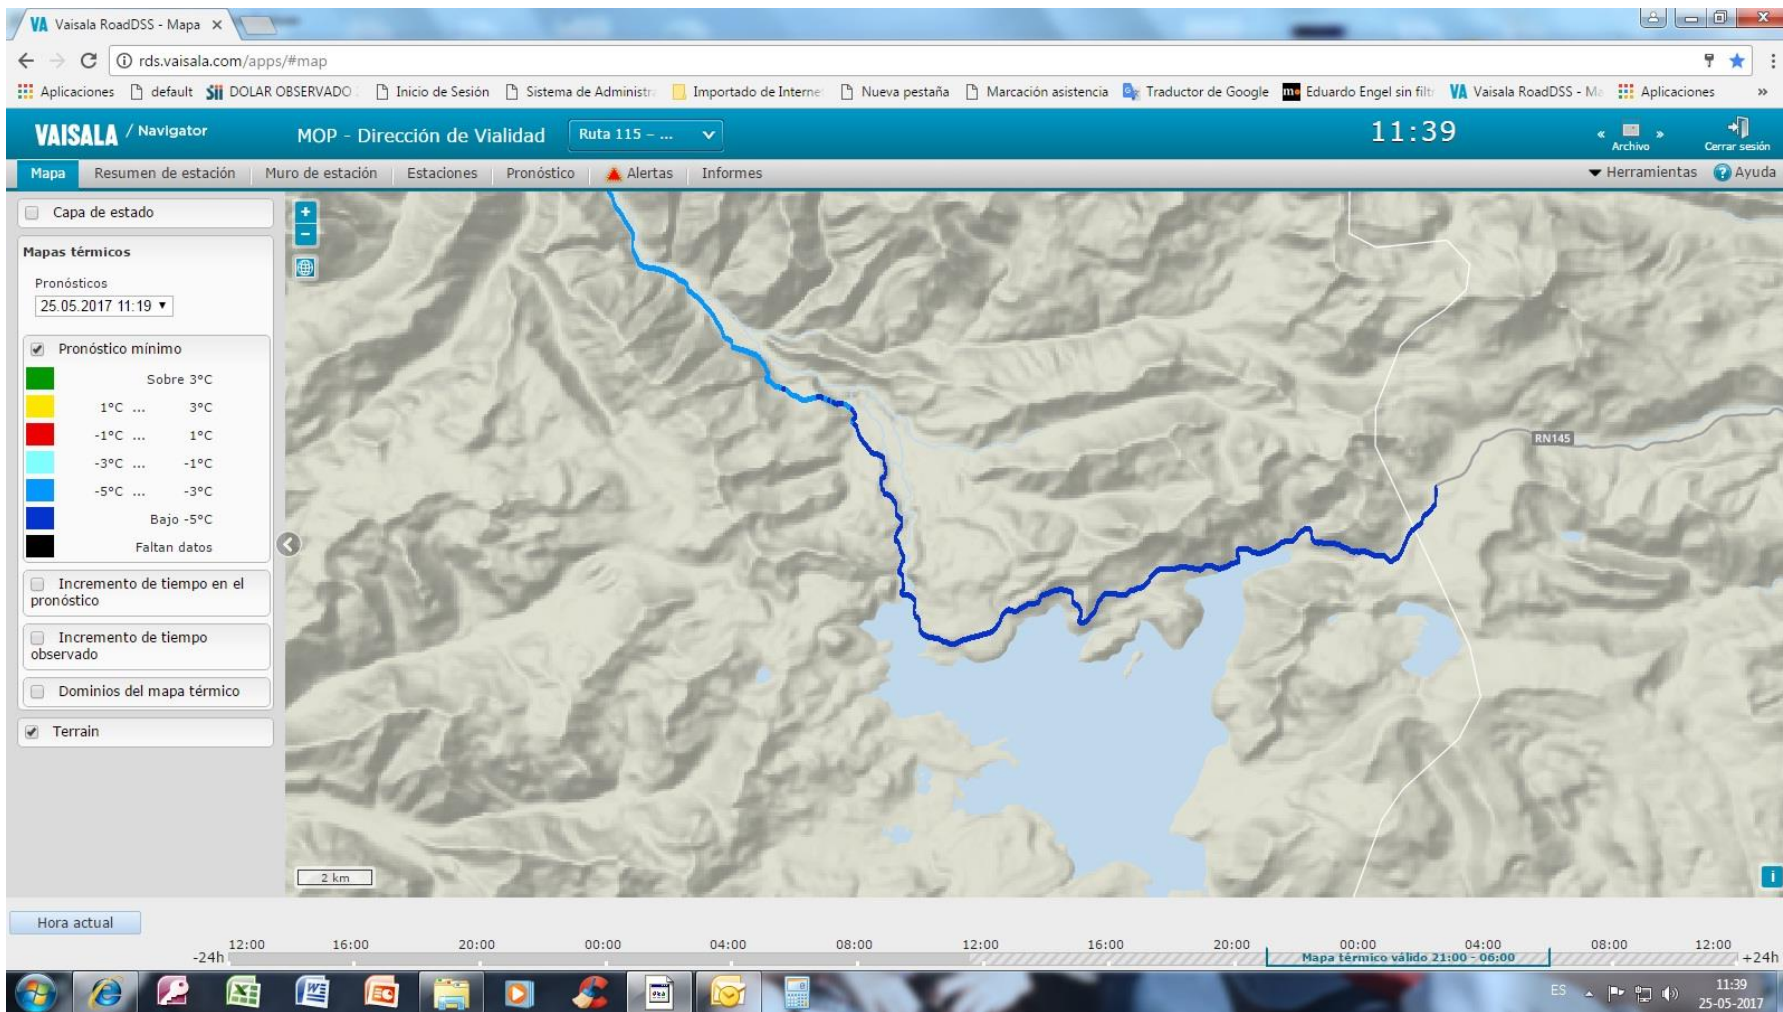 VA Vaisala RoadDSS - Mapa
rds.vaisala.com/apps/#map
Aplicaciones default Sii DOLAR OBSERVADO Inicio de Sesión Sistema de Administr Importado de Interne Nueva pestaña Marcación asistencia Traductor de Google Eduardo Engel sin filt VA Vaisala RoadDSS - Ma Aplicaciones »
VAISALA / Navigator MOP - Dirección de Vialidad Ruta 115 – ... 11:39 « Archivo » Cerrar sesión
Mapa Resumen de estación Muro de estación Estaciones Pronóstico Alertas Informes Herramientas Ayuda
Capa de estado
Mapas térmicos
Pronósticos
25.05.2017 11:19
Pronóstico mínimo
Sobre 3°C
1°C ... 3°C
-1°C ... 1°C
-3°C ... -1°C
-5°C ... -3°C
Bajo -5°C
Faltan datos
Incremento de tiempo en el
pronóstico
Incremento de tiempo
observado
Dominios del mapa térmico
Terrain
RN145
2 km
i
Hora actual
12:00 16:00 20:00 00:00 04:00 08:00 12:00 16:00 20:00 00:00 04:00 08:00 12:00
-24h Mapa térmico válido 21:00 - 06:00 +24h
ES 11:39
25-05-2017